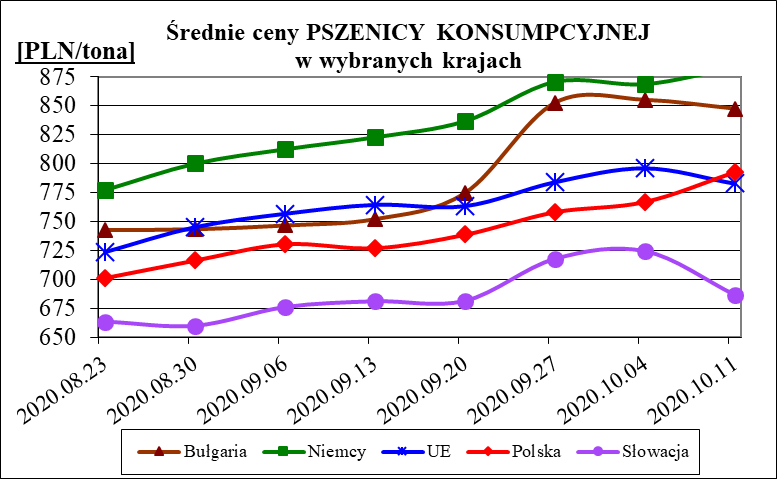 Średnie ceny PSZENICY KONSUMPCYJNEJ
w wybranych krajach
[PLN/tona]
875
850
825
800
775
750
725
700
675
650
2020.08.23
2020.08.30
2020.09.06
2020.09.13
2020.09.20
2020.09.27
2020.10.04
2020.10.11
Bułgaria
Niemcy
UE
Polska
Słowacja